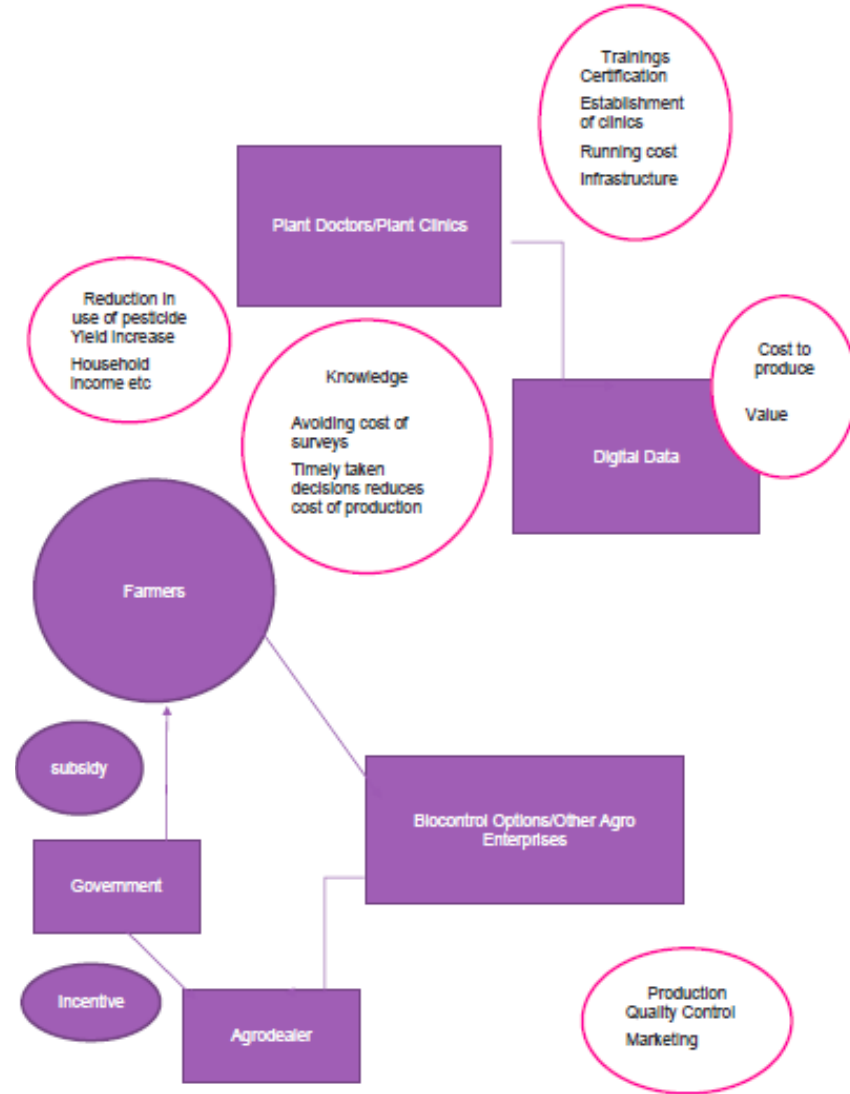 Trainings
Certification
Establishment
of clinics
Running cost
Infrastructure
Plant Doctors/Plant Clinics
Reduction in
use of pesticide
Yield increase
Household
income etc
Knowledge
Avoiding cost of
surveys
Timely taken
decisions reduces
cost of production
Cost to
produce
Value
Digital Data
Farmers
subsidy
Biocontrol Options/Other Agro
Enterprises
Government
Incentive
Agrodealer
Production
Quality Control
Marketing